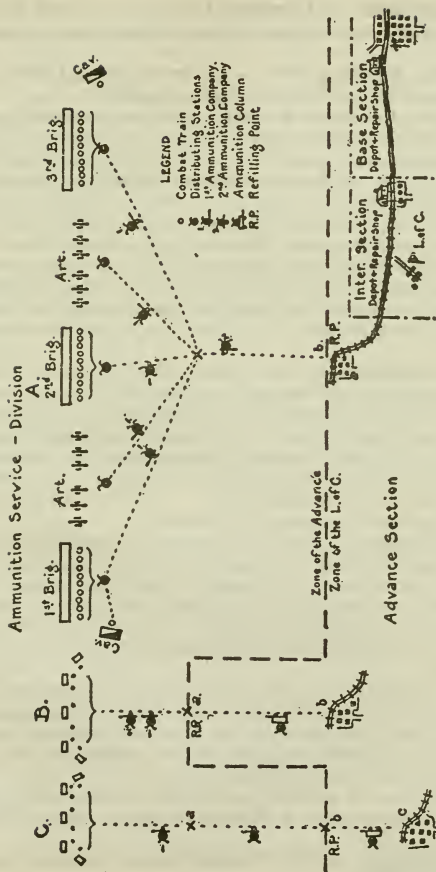 Ammunition Service - Division
C.
B.
A.
1st Brig.
Art.
2nd Brig.
Art.
3rd Brig.
Cav.
LEGEND
Combat Train
Distributing Stations
1st Ammunition Company.
2nd Ammunition Company
Ammunition Column
R.P. Refilling Point
a
R.P. a.
b. R.P.
Zone of the Advance
Zone of the L. of C.
R.P. b
b
c
Advance Section
Inter. Section
Depot+Repair Shop
L. of C.
Base Section
Depot+Repair Shop